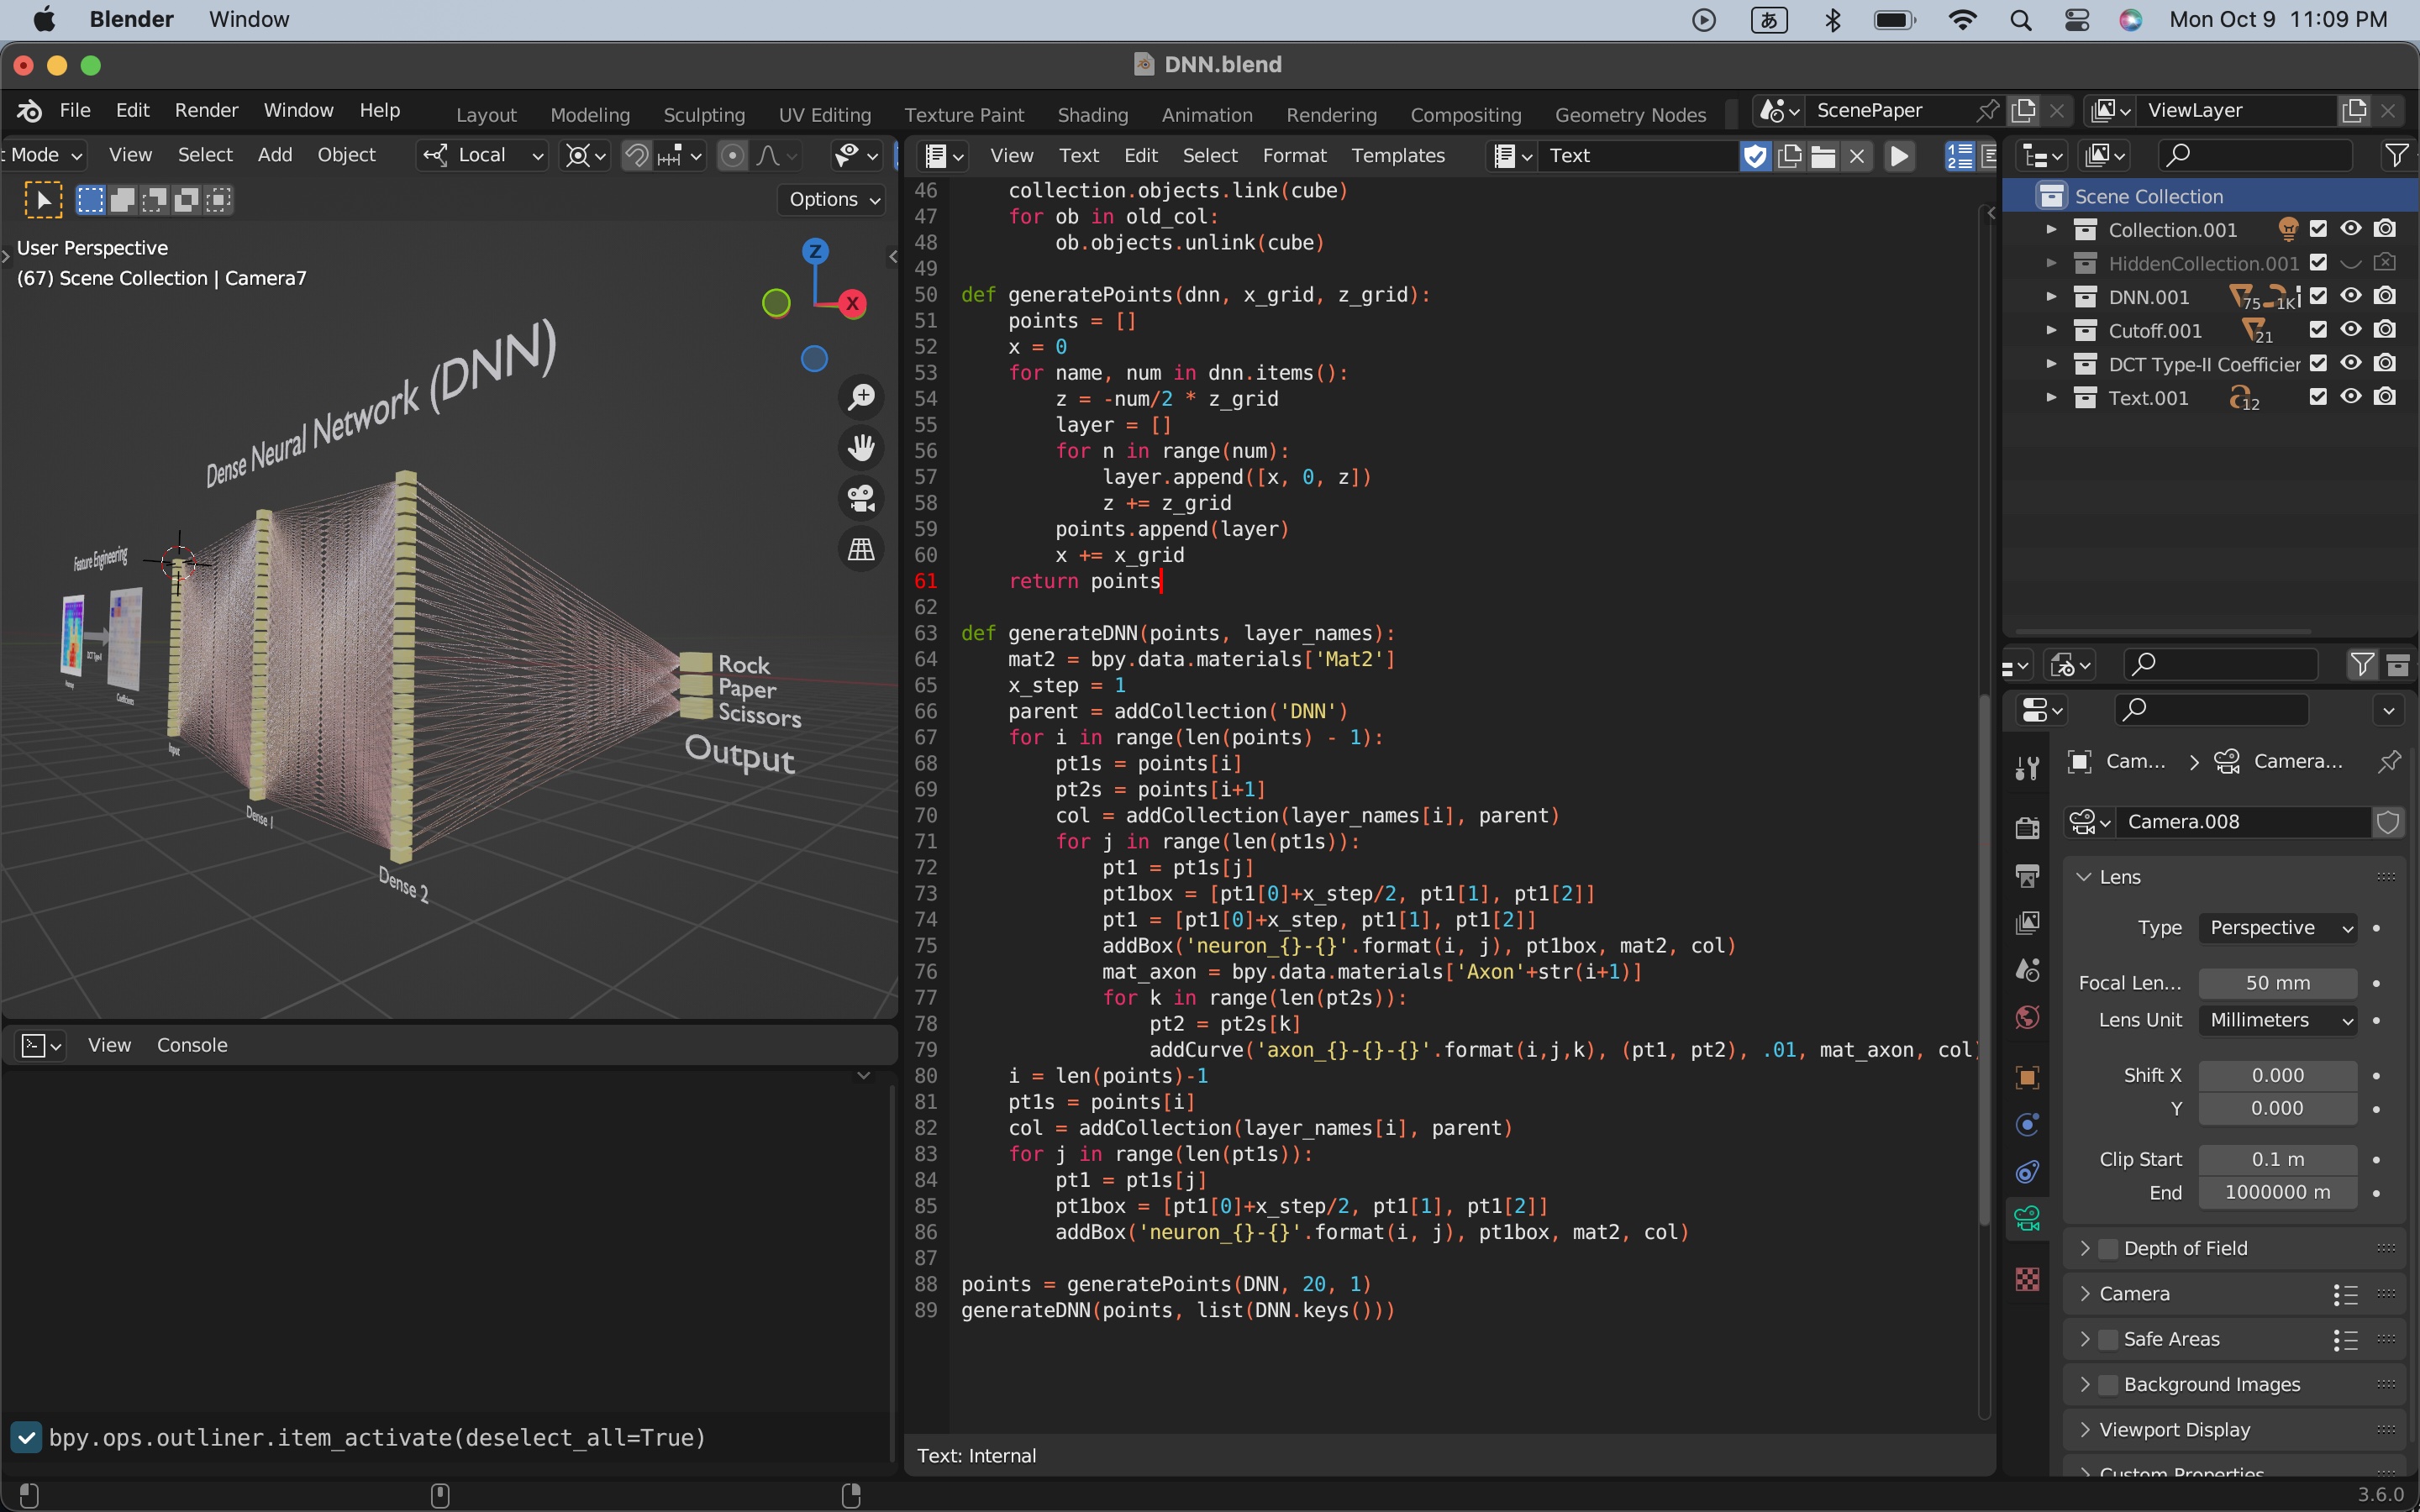 Blender Window あ Mon Oct 9 11:09 PM
DNN.blend
File Edit Render Window Help Layout Modeling Sculpting UV Editing Texture Paint Shading Animation Rendering Compositing Geometry Nodes ScenePaper ViewLayer
Mode View Select Add Object Local
Options
User Perspective
(67) Scene Collection | Camera7
Z
X
Dense Neural Network (DNN)
Feature Engineering
Input
Dense 1
Dense 2
Rock
Paper
Scissors
Output
View Console
bpy.ops.outliner.item_activate(deselect_all=True)
View Text Edit Select Format Templates Text
46 collection.objects.link(cube)
47 for ob in old_col:
48 ob.objects.unlink(cube)
49
50 def generatePoints(dnn, x_grid, z_grid):
51 points = []
52 x = 0
53 for name, num in dnn.items():
54 z = -num/2 * z_grid
55 layer = []
56 for n in range(num):
57 layer.append([x, 0, z])
58 z += z_grid
59 points.append(layer)
60 x += x_grid
61 return points
62
63 def generateDNN(points, layer_names):
64 mat2 = bpy.data.materials['Mat2']
65 x_step = 1
66 parent = addCollection('DNN')
67 for i in range(len(points) - 1):
68 pt1s = points[i]
69 pt2s = points[i+1]
70 col = addCollection(layer_names[i], parent)
71 for j in range(len(pt1s)):
72 pt1 = pt1s[j]
73 pt1box = [pt1[0]+x_step/2, pt1[1], pt1[2]]
74 pt1 = [pt1[0]+x_step, pt1[1], pt1[2]]
75 addBox('neuron_{}-{}'.format(i, j), pt1box, mat2, col)
76 mat_axon = bpy.data.materials['Axon'+str(i+1)]
77 for k in range(len(pt2s)):
78 pt2 = pt2s[k]
79 addCurve('axon_{}-{}-{}'.format(i,j,k), (pt1, pt2), .01, mat_axon, col)
80 i = len(points)-1
81 pt1s = points[i]
82 col = addCollection(layer_names[i], parent)
83 for j in range(len(pt1s)):
84 pt1 = pt1s[j]
85 pt1box = [pt1[0]+x_step/2, pt1[1], pt1[2]]
86 addBox('neuron_{}-{}'.format(i, j), pt1box, mat2, col)
87
88 points = generatePoints(DNN, 20, 1)
89 generateDNN(points, list(DNN.keys()))
Text: Internal
Scene Collection
Collection.001
HiddenCollection.001
DNN.001 75 1K
Cutoff.001 21
DCT Type-II Coefficier
Text.001 12
Cam... Camera...
Camera.008
Lens
Type Perspective
Focal Len... 50 mm
Lens Unit Millimeters
Shift X 0.000
Y 0.000
Clip Start 0.1 m
End 1000000 m
Depth of Field
Camera
Safe Areas
Background Images
Viewport Display
Custom Properties
3.6.0